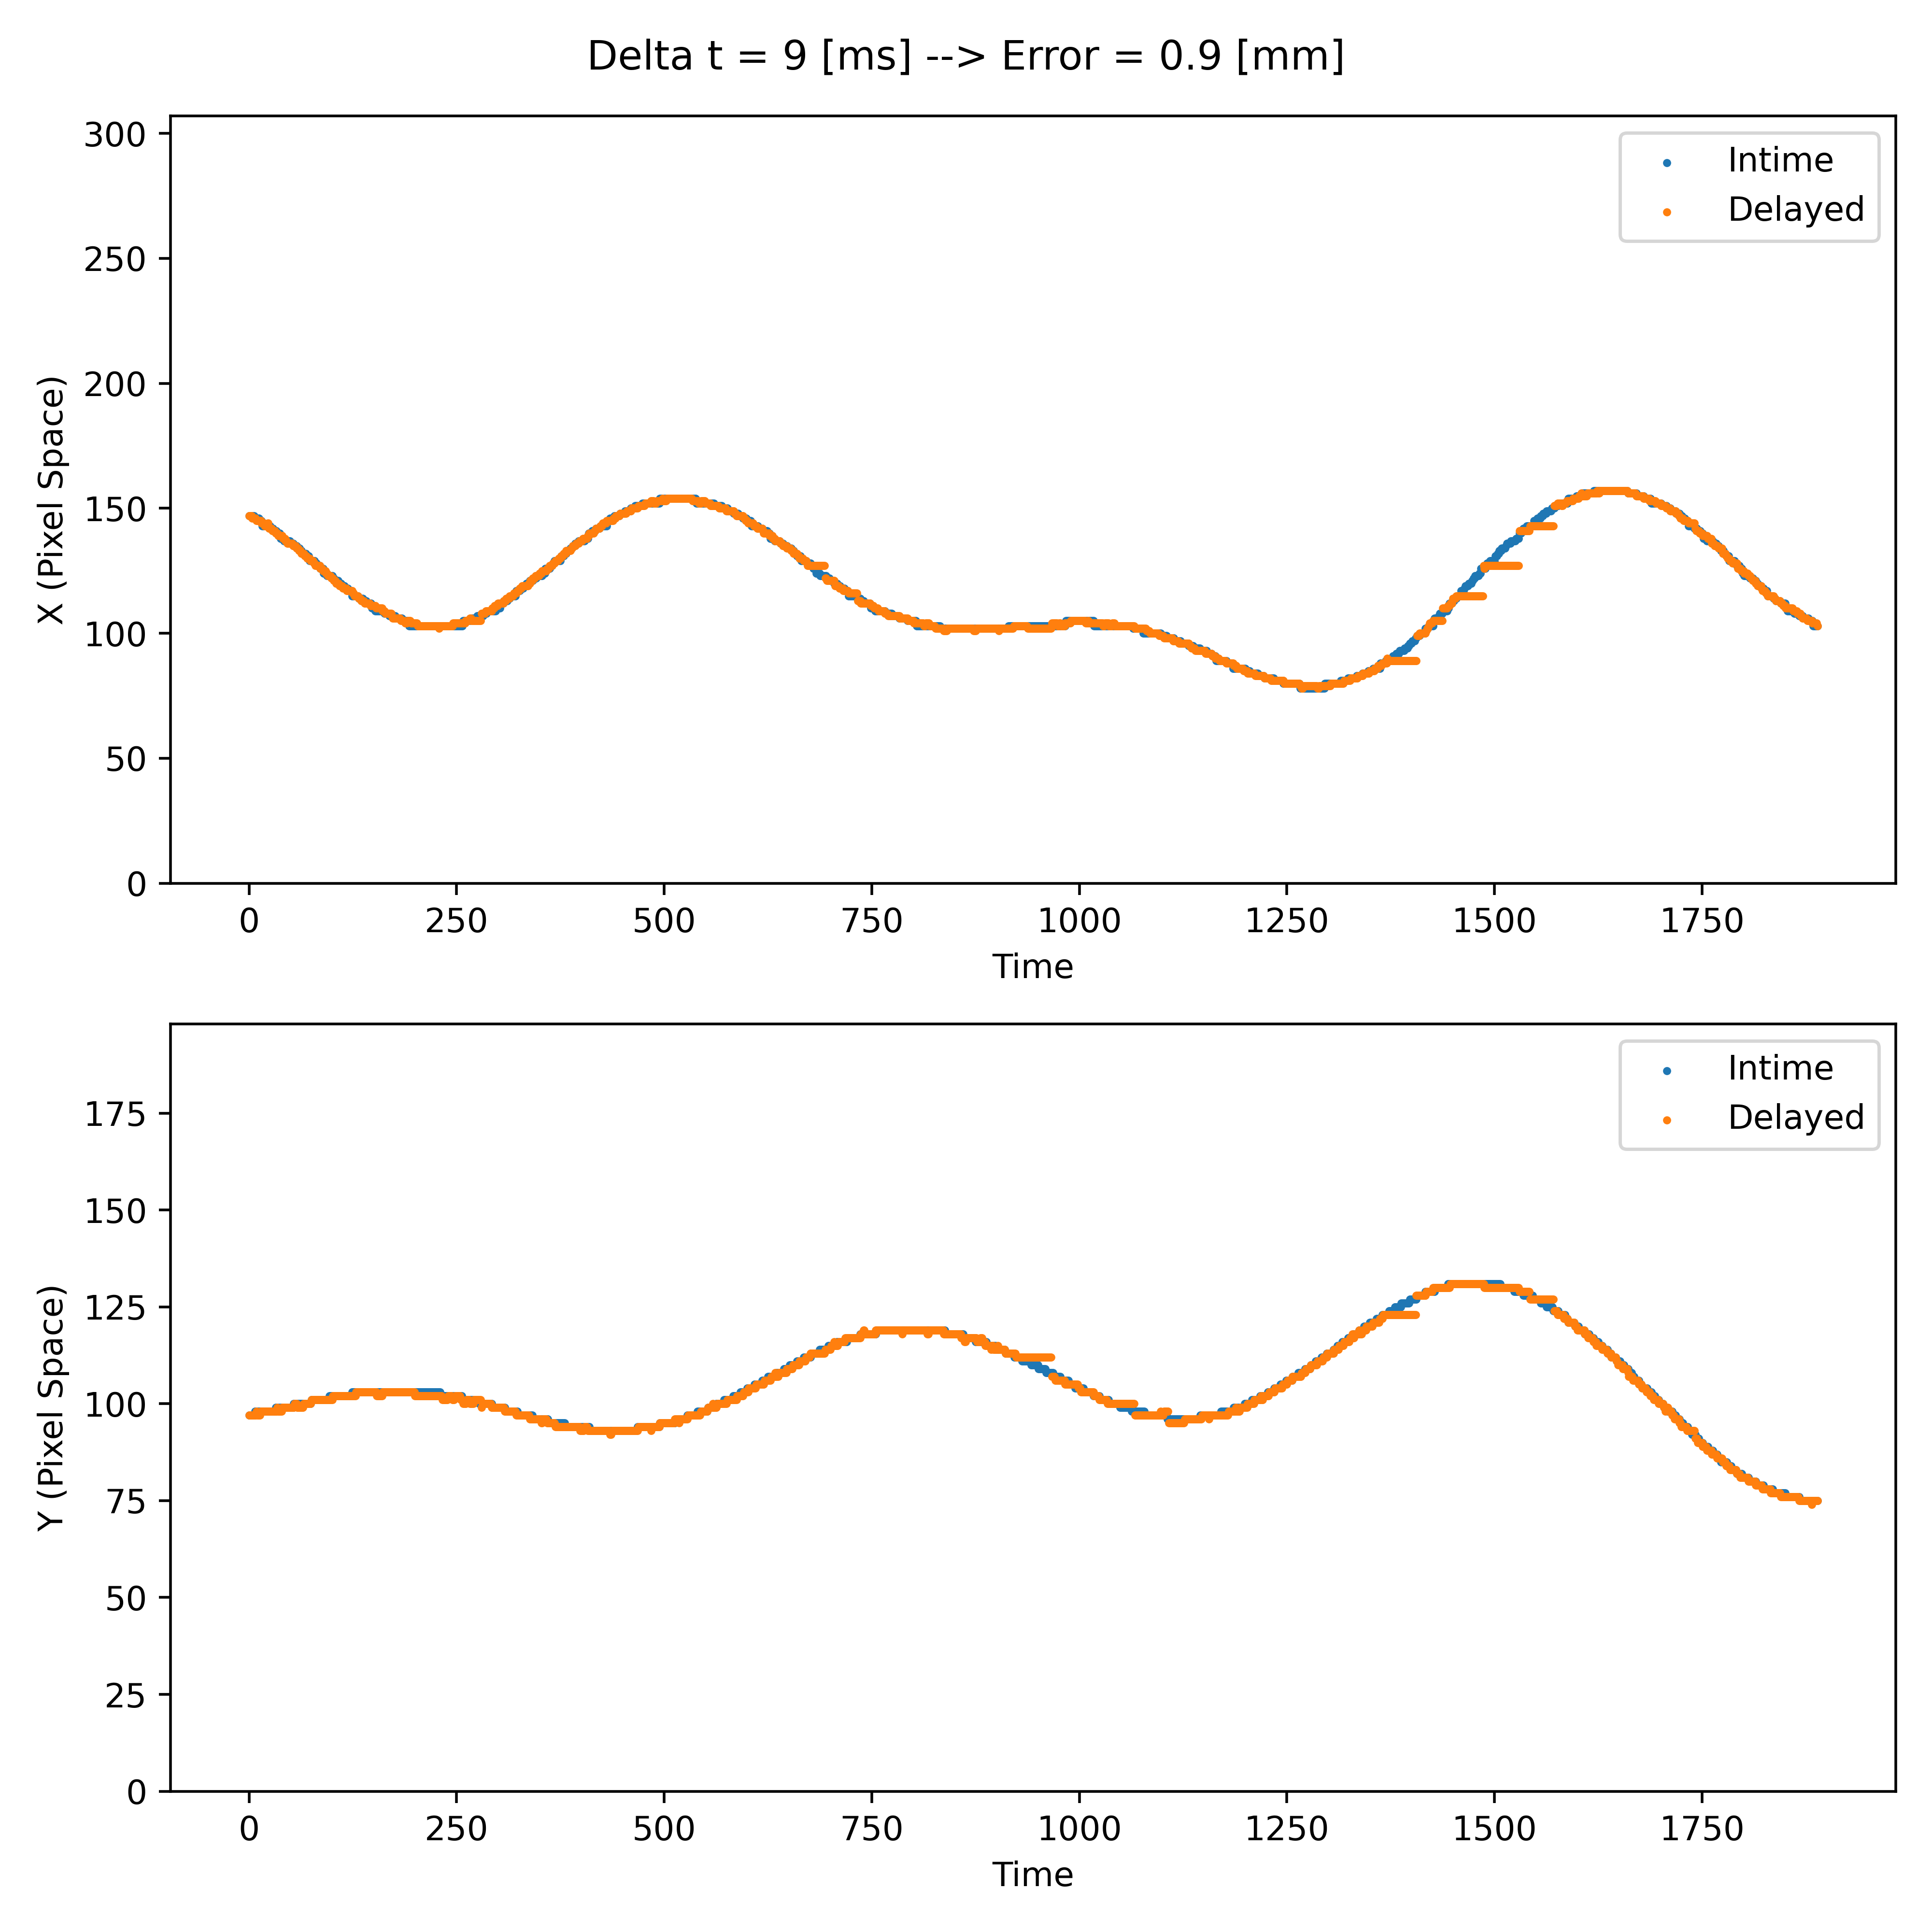 Delta t = 9 [ms] --> Error = 0.9 [mm]
300
250
200
150
100
50
0
X (Pixel Space)
Intime
Delayed
0 250 500 750 1000 1250 1500 1750
Time
175
150
125
100
75
50
25
0
Y (Pixel Space)
Intime
Delayed
0 250 500 750 1000 1250 1500 1750
Time